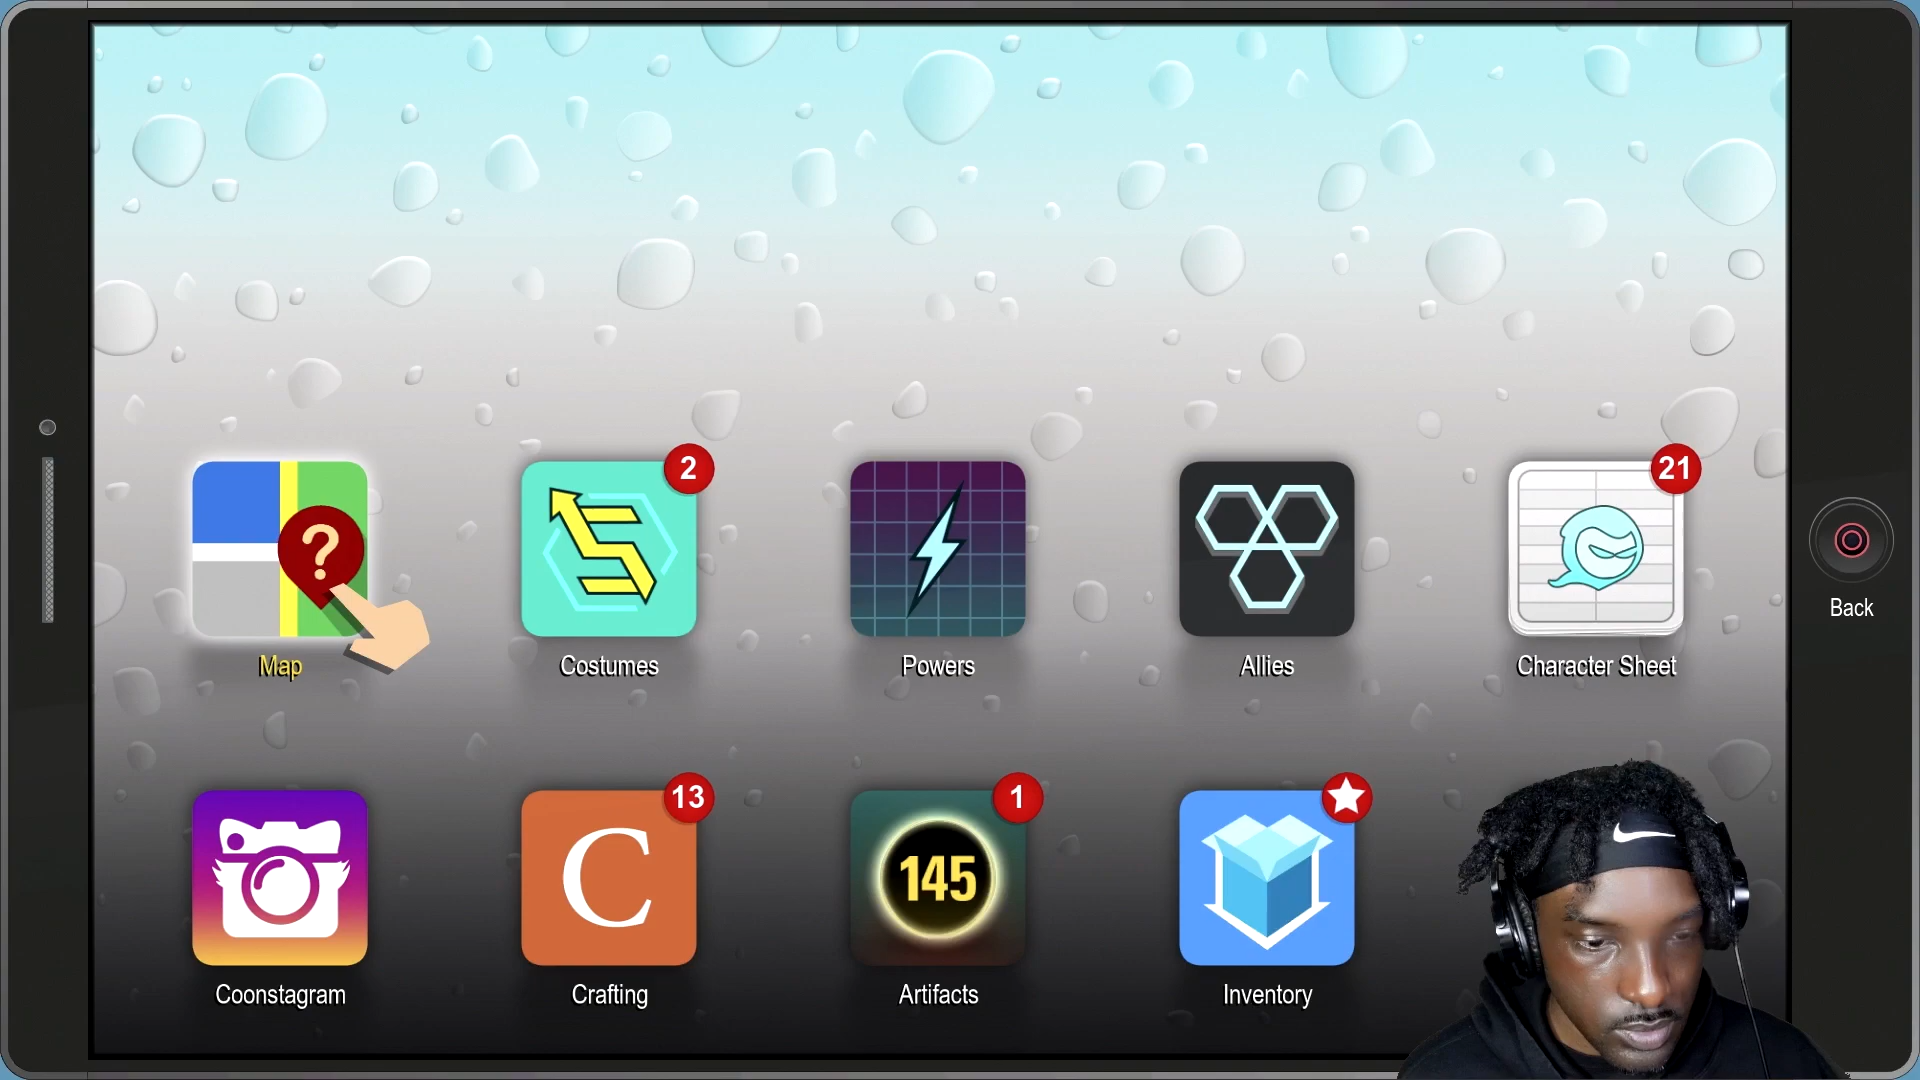 2
21
?
Map
Costumes
Powers
Allies
Character Sheet
Back
13
1
C
145
Coonstagram
Crafting
Artifacts
Inventory